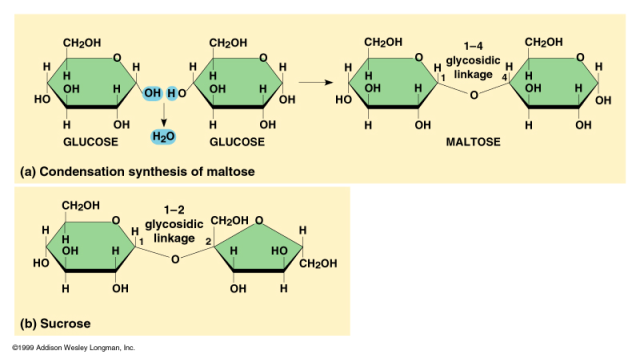 CH2OH
O
H
H
H
OH
H
HO
H
OH
GLUCOSE
OH
H2O
CH2OH
O
H
H
H
OH
H
HO
OH
H
OH
GLUCOSE
CH2OH
O
H
H
H
1
OH
H
HO
H
OH
1–4
glycosidic
linkage
O
CH2OH
O
H
4
H
H
OH
H
OH
H
OH
MALTOSE
(a) Condensation synthesis of maltose
CH2OH
O
H
H
H
1
OH
H
HO
H
OH
1–2
glycosidic
linkage
O
CH2OH
O
2
H
H
HO
CH2OH
OH
H
(b) Sucrose
©1999 Addison Wesley Longman, Inc.